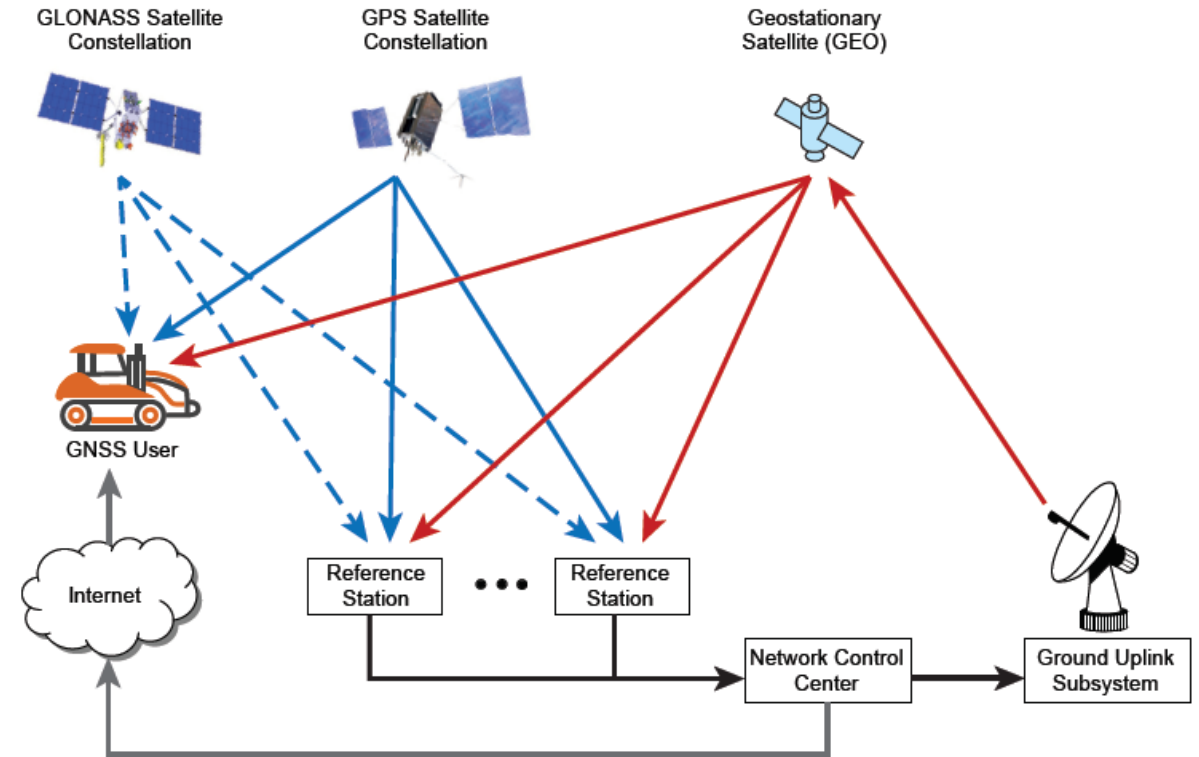 GLONASS Satellite
Constellation
GPS Satellite
Constellation
Geostationary
Satellite (GEO)
GNSS User
Internet
Reference
Station
Reference
Station
Network Control
Center
Ground Uplink
Subsystem